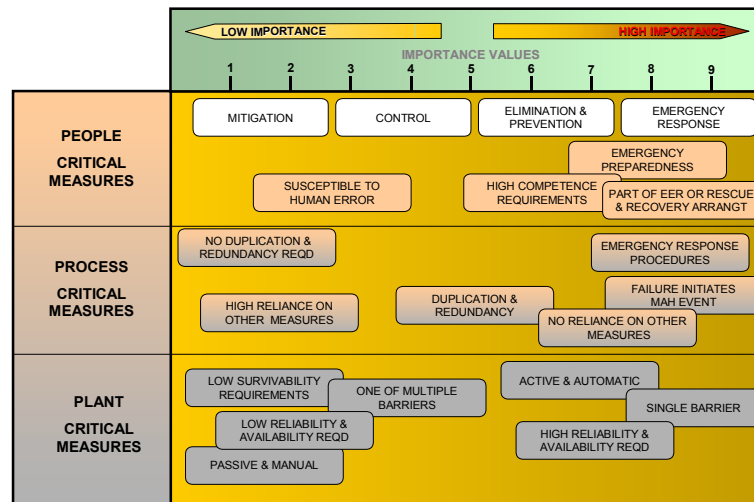 LOW IMPORTANCE
HIGH IMPORTANCE
IMPORTANCE VALUES
1 2 3 4 5 6 7 8 9
PEOPLE
CRITICAL
MEASURES
MITIGATION
CONTROL
ELIMINATION &
PREVENTION
EMERGENCY
RESPONSE
EMERGENCY
PREPAREDNESS
SUSCEPTIBLE TO
HUMAN ERROR
HIGH COMPETENCE
REQUIREMENTS
PART OF EER OR RESCUE
& RECOVERY ARRANGT
PROCESS
CRITICAL
MEASURES
NO DUPLICATION &
REDUNDANCY REQD
EMERGENCY RESPONSE
PROCEDURES
HIGH RELIANCE ON
OTHER MEASURES
DUPLICATION &
REDUNDANCY
FAILURE INITIATES
MAH EVENT
NO RELIANCE ON OTHER
MEASURES
PLANT
CRITICAL
MEASURES
LOW SURVIVABILITY
REQUIREMENTS
ONE OF MULTIPLE
BARRIERS
ACTIVE & AUTOMATIC
SINGLE BARRIER
LOW RELIABILITY &
AVAILABILITY REQD
HIGH RELIABILITY &
AVAILABILITY REQD
PASSIVE & MANUAL